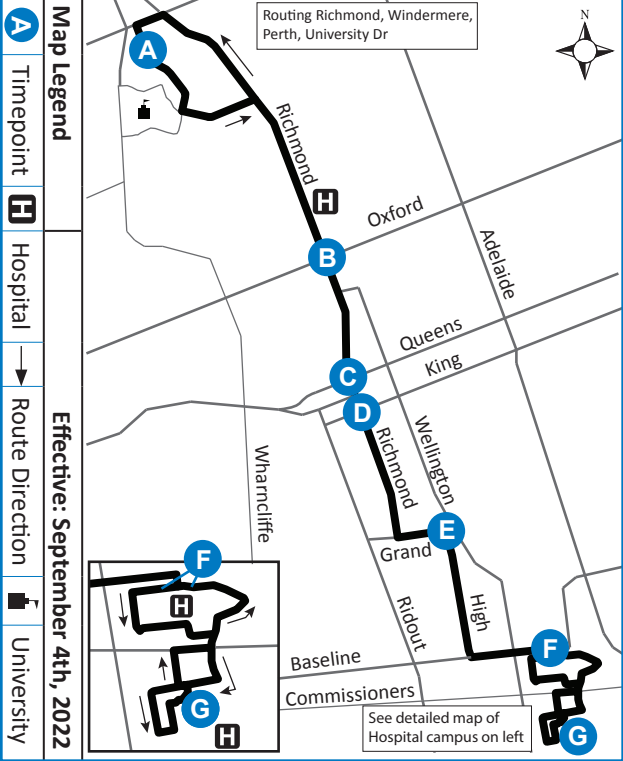 Routing Richmond, Windermere,
Perth, University Dr
N
A
Richmond
H
Oxford
Adelaide
B
Queens
King
C
D
Richmond
Wellington
E
Grand
Wharncliffe
Ridout
High
F
Baseline
Commissioners
G
See detailed map of
Hospital campus on left
F
H
G
H
Map Legend
Effective: September 4th, 2022
A Timepoint H Hospital Route Direction University